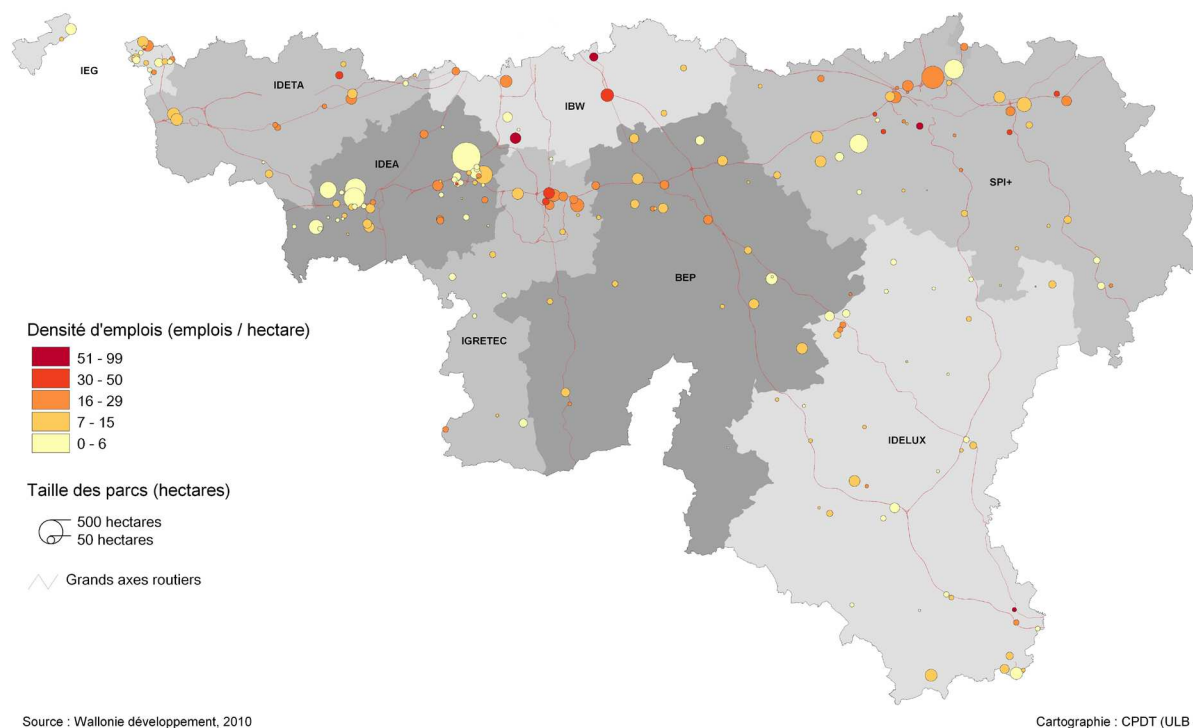 IEG
IDETA
IBW
IDEA
SPI+
BEP
IGRETEC
IDELUX
Densité d'emplois (emplois / hectare)
51 - 99
30 - 50
16 - 29
7 - 15
0 - 6
Taille des parcs (hectares)
500 hectares
50 hectares
Grands axes routiers
Source : Wallonie développement, 2010
Cartographie : CPDT (ULB